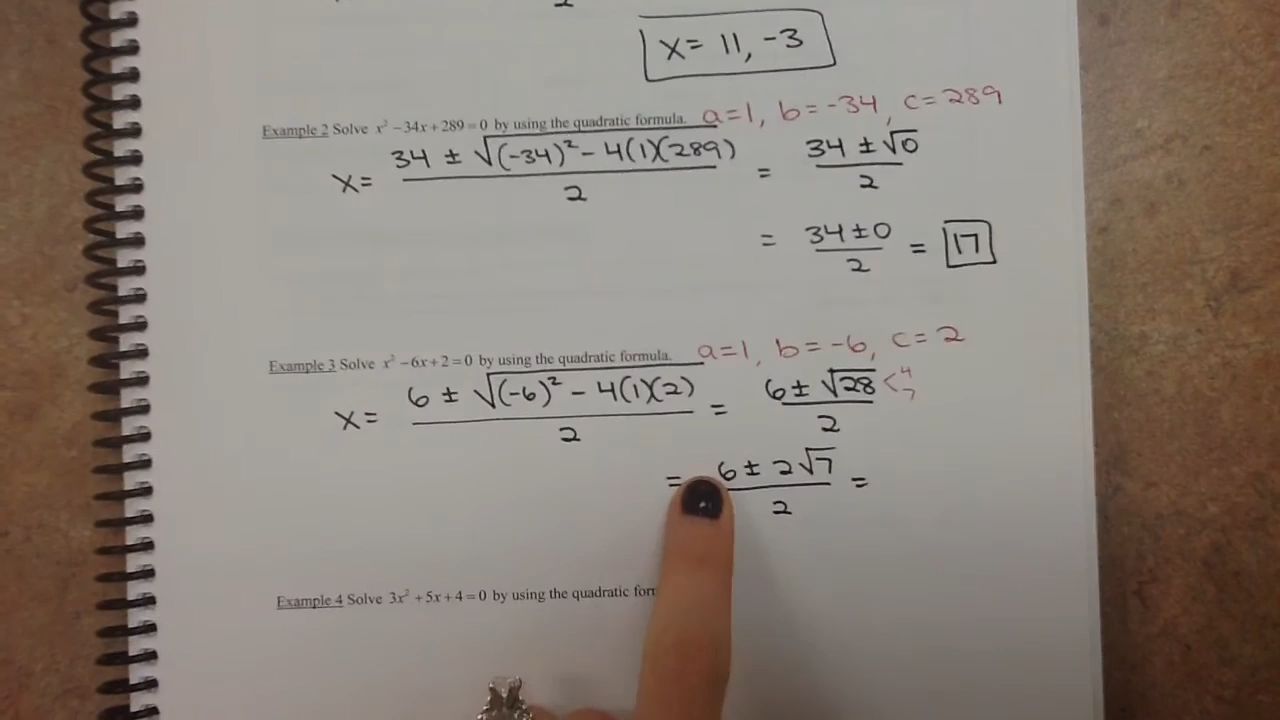 x = 11, -3
Example 2 Solve x² − 34x + 289 = 0 by using the quadratic formula. a=1, b=-34, c=289
x = (34 ± √((-34)² - 4(1)(289))) / 2 = (34 ± √0) / 2
= (34 ± 0) / 2 = 17
Example 3 Solve x² − 6x + 2 = 0 by using the quadratic formula. a=1, b=-6, c=2
x = (6 ± √((-6)² - 4(1)(2))) / 2 = (6 ± √28) / 2 < 4 7
= (6 ± 2√7) / 2 =
Example 4 Solve 3x² + 5x + 4 = 0 by using the quadratic